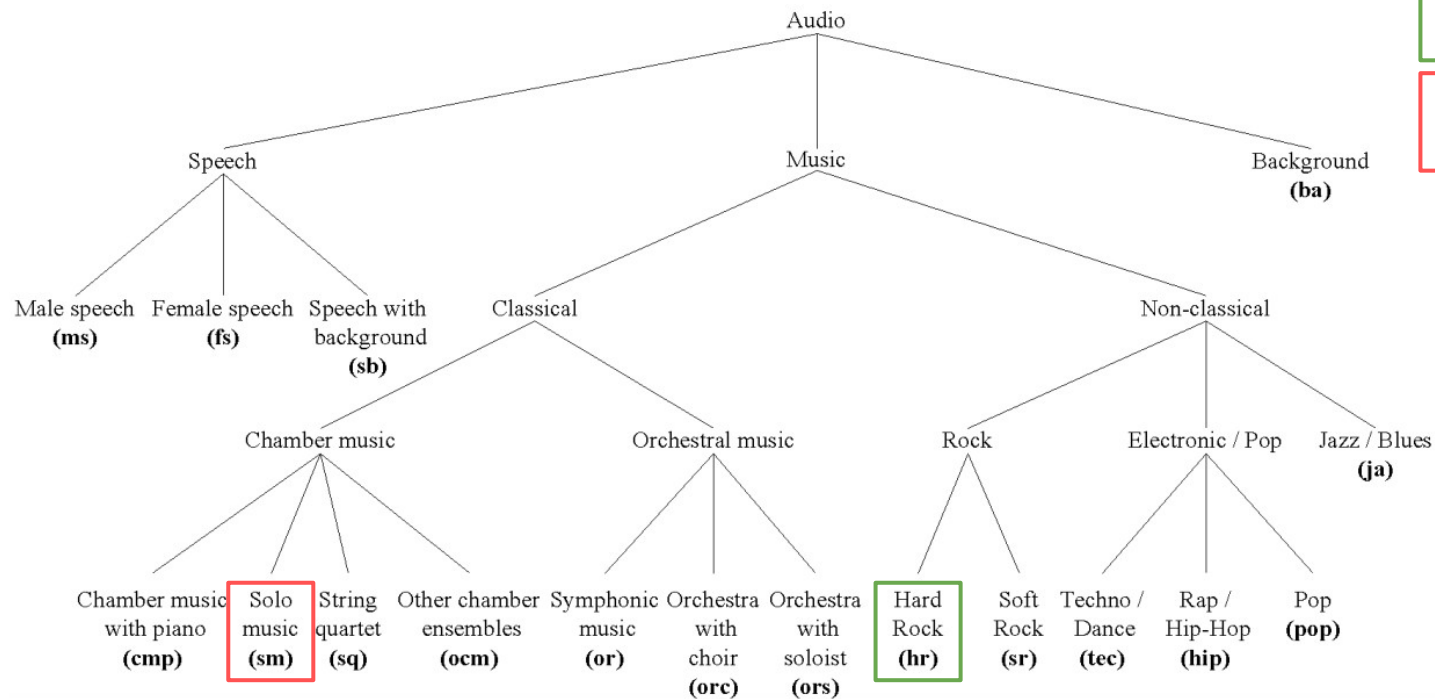 Audio
Speech
Music
Background
(ba)
Male speech
(ms)
Female speech
(fs)
Speech with
background
(sb)
Classical
Non-classical
Chamber music
Orchestral music
Rock
Electronic / Pop
Jazz / Blues
(ja)
Chamber music
with piano
(cmp)
Solo
music
(sm)
String
quartet
(sq)
Other chamber
ensembles
(ocm)
Symphonic
music
(or)
Orchestra
with
choir
(orc)
Orchestra
with
soloist
(ors)
Hard
Rock
(hr)
Soft
Rock
(sr)
Techno /
Dance
(tec)
Rap /
Hip-Hop
(hip)
Pop
(pop)